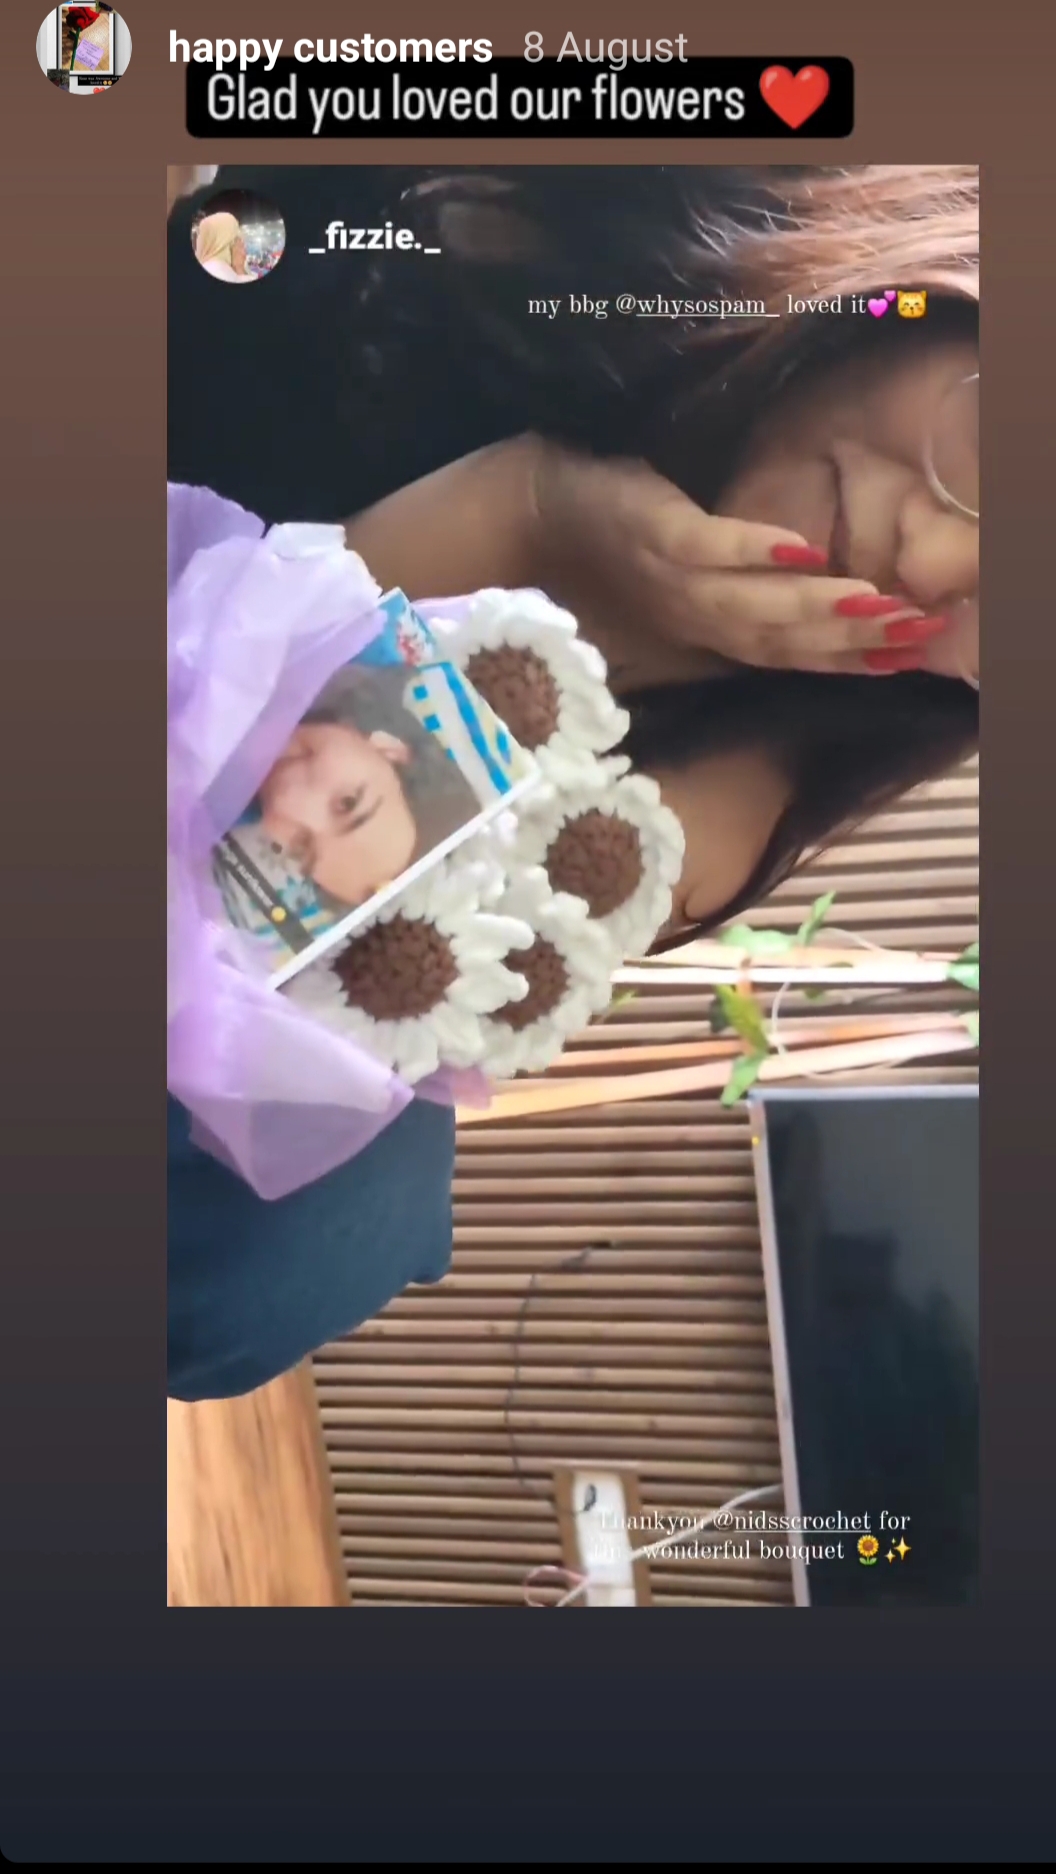 happy customers 8 August
Glad you loved our flowers ❤️
_fizzie._
my bbg @whysospam_ loved it💕😽
Thankyou @nidsscrochet for
wonderful bouquet 🌻✨